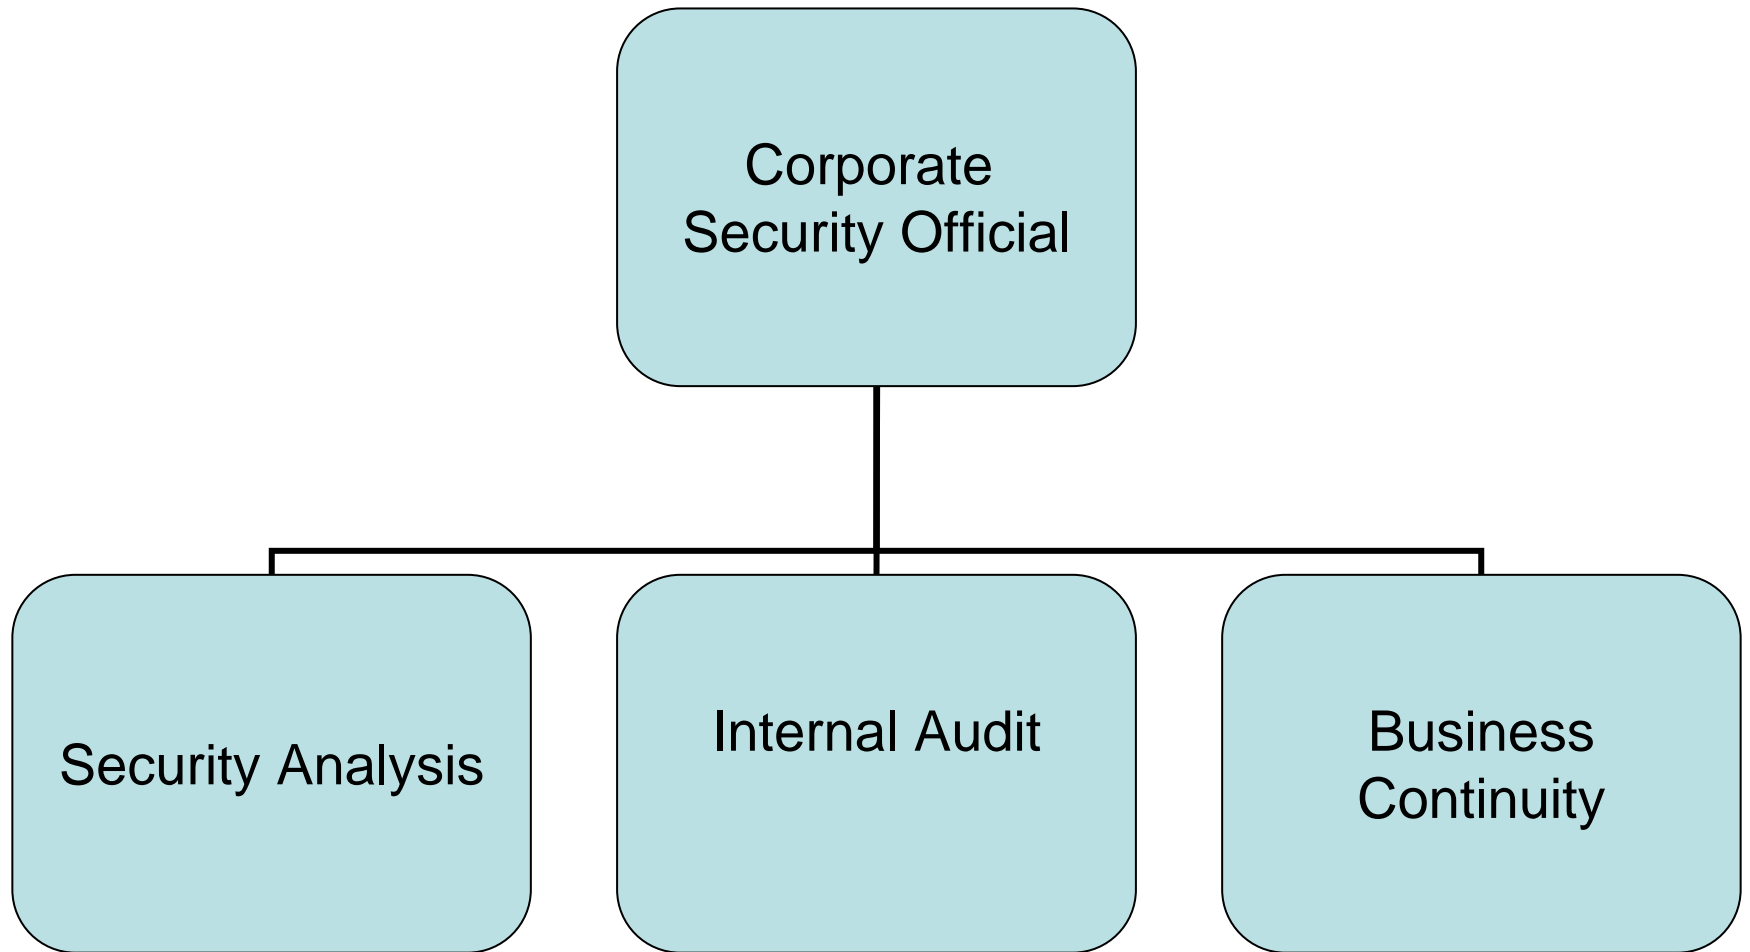 Corporate
Security Official
Security Analysis
Internal Audit
Business
Continuity